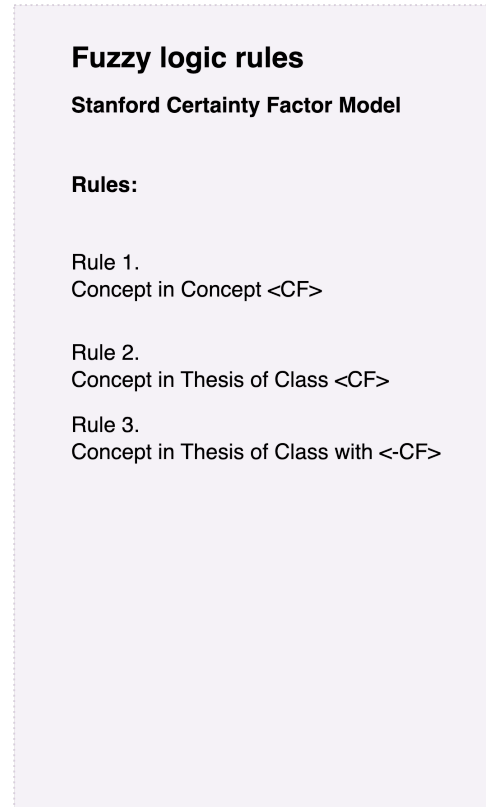 Fuzzy logic rules
Stanford Certainty Factor Model
Rules:
Rule 1.
Concept in Concept <CF>
Rule 2.
Concept in Thesis of Class <CF>
Rule 3.
Concept in Thesis of Class with <-CF>